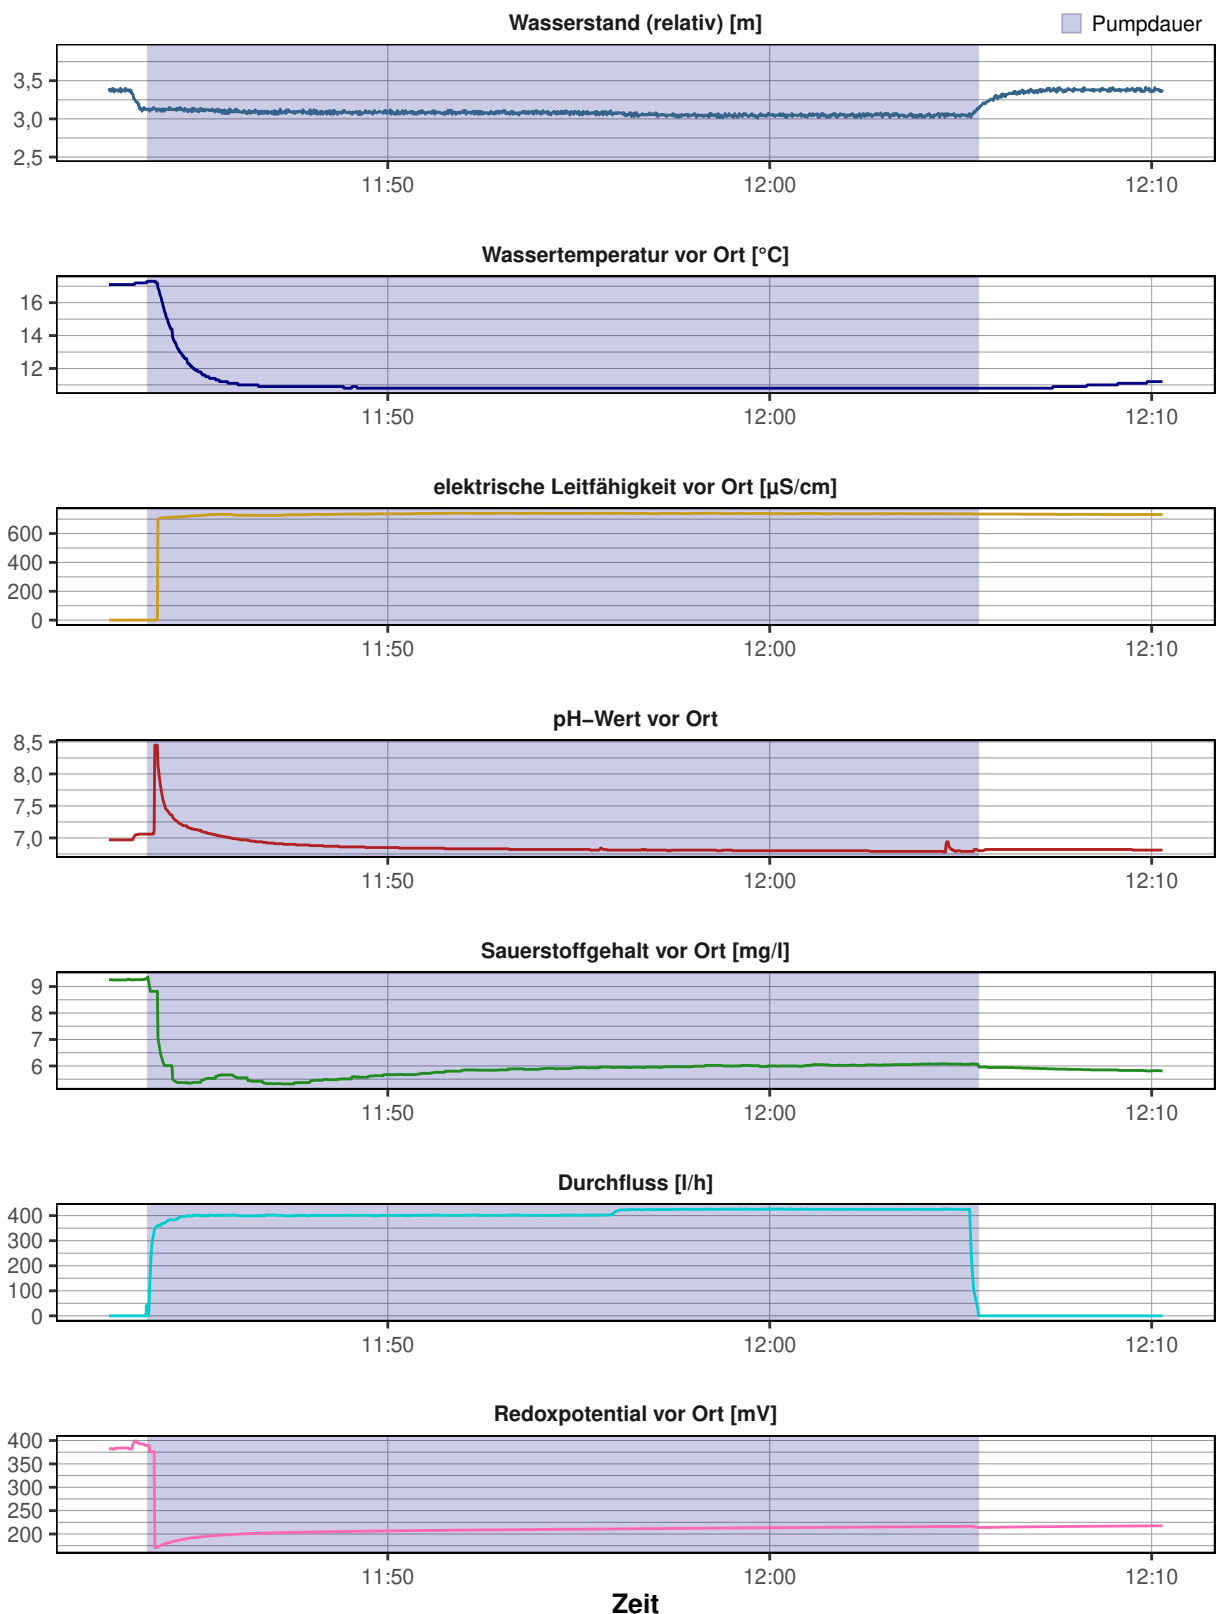 Wasserstand (relativ) [m]
Pumpdauer
3,5
3,0
2,5
11:50 12:00 12:10
Wassertemperatur vor Ort [°C]
16
14
12
11:50 12:00 12:10
elektrische Leitfähigkeit vor Ort [µS/cm]
600
400
200
0
11:50 12:00 12:10
pH−Wert vor Ort
8,5
8,0
7,5
7,0
11:50 12:00 12:10
Sauerstoffgehalt vor Ort [mg/l]
9
8
7
6
11:50 12:00 12:10
Durchfluss [l/h]
400
300
200
100
0
11:50 12:00 12:10
Redoxpotential vor Ort [mV]
400
350
300
250
200
11:50 12:00 12:10
Zeit